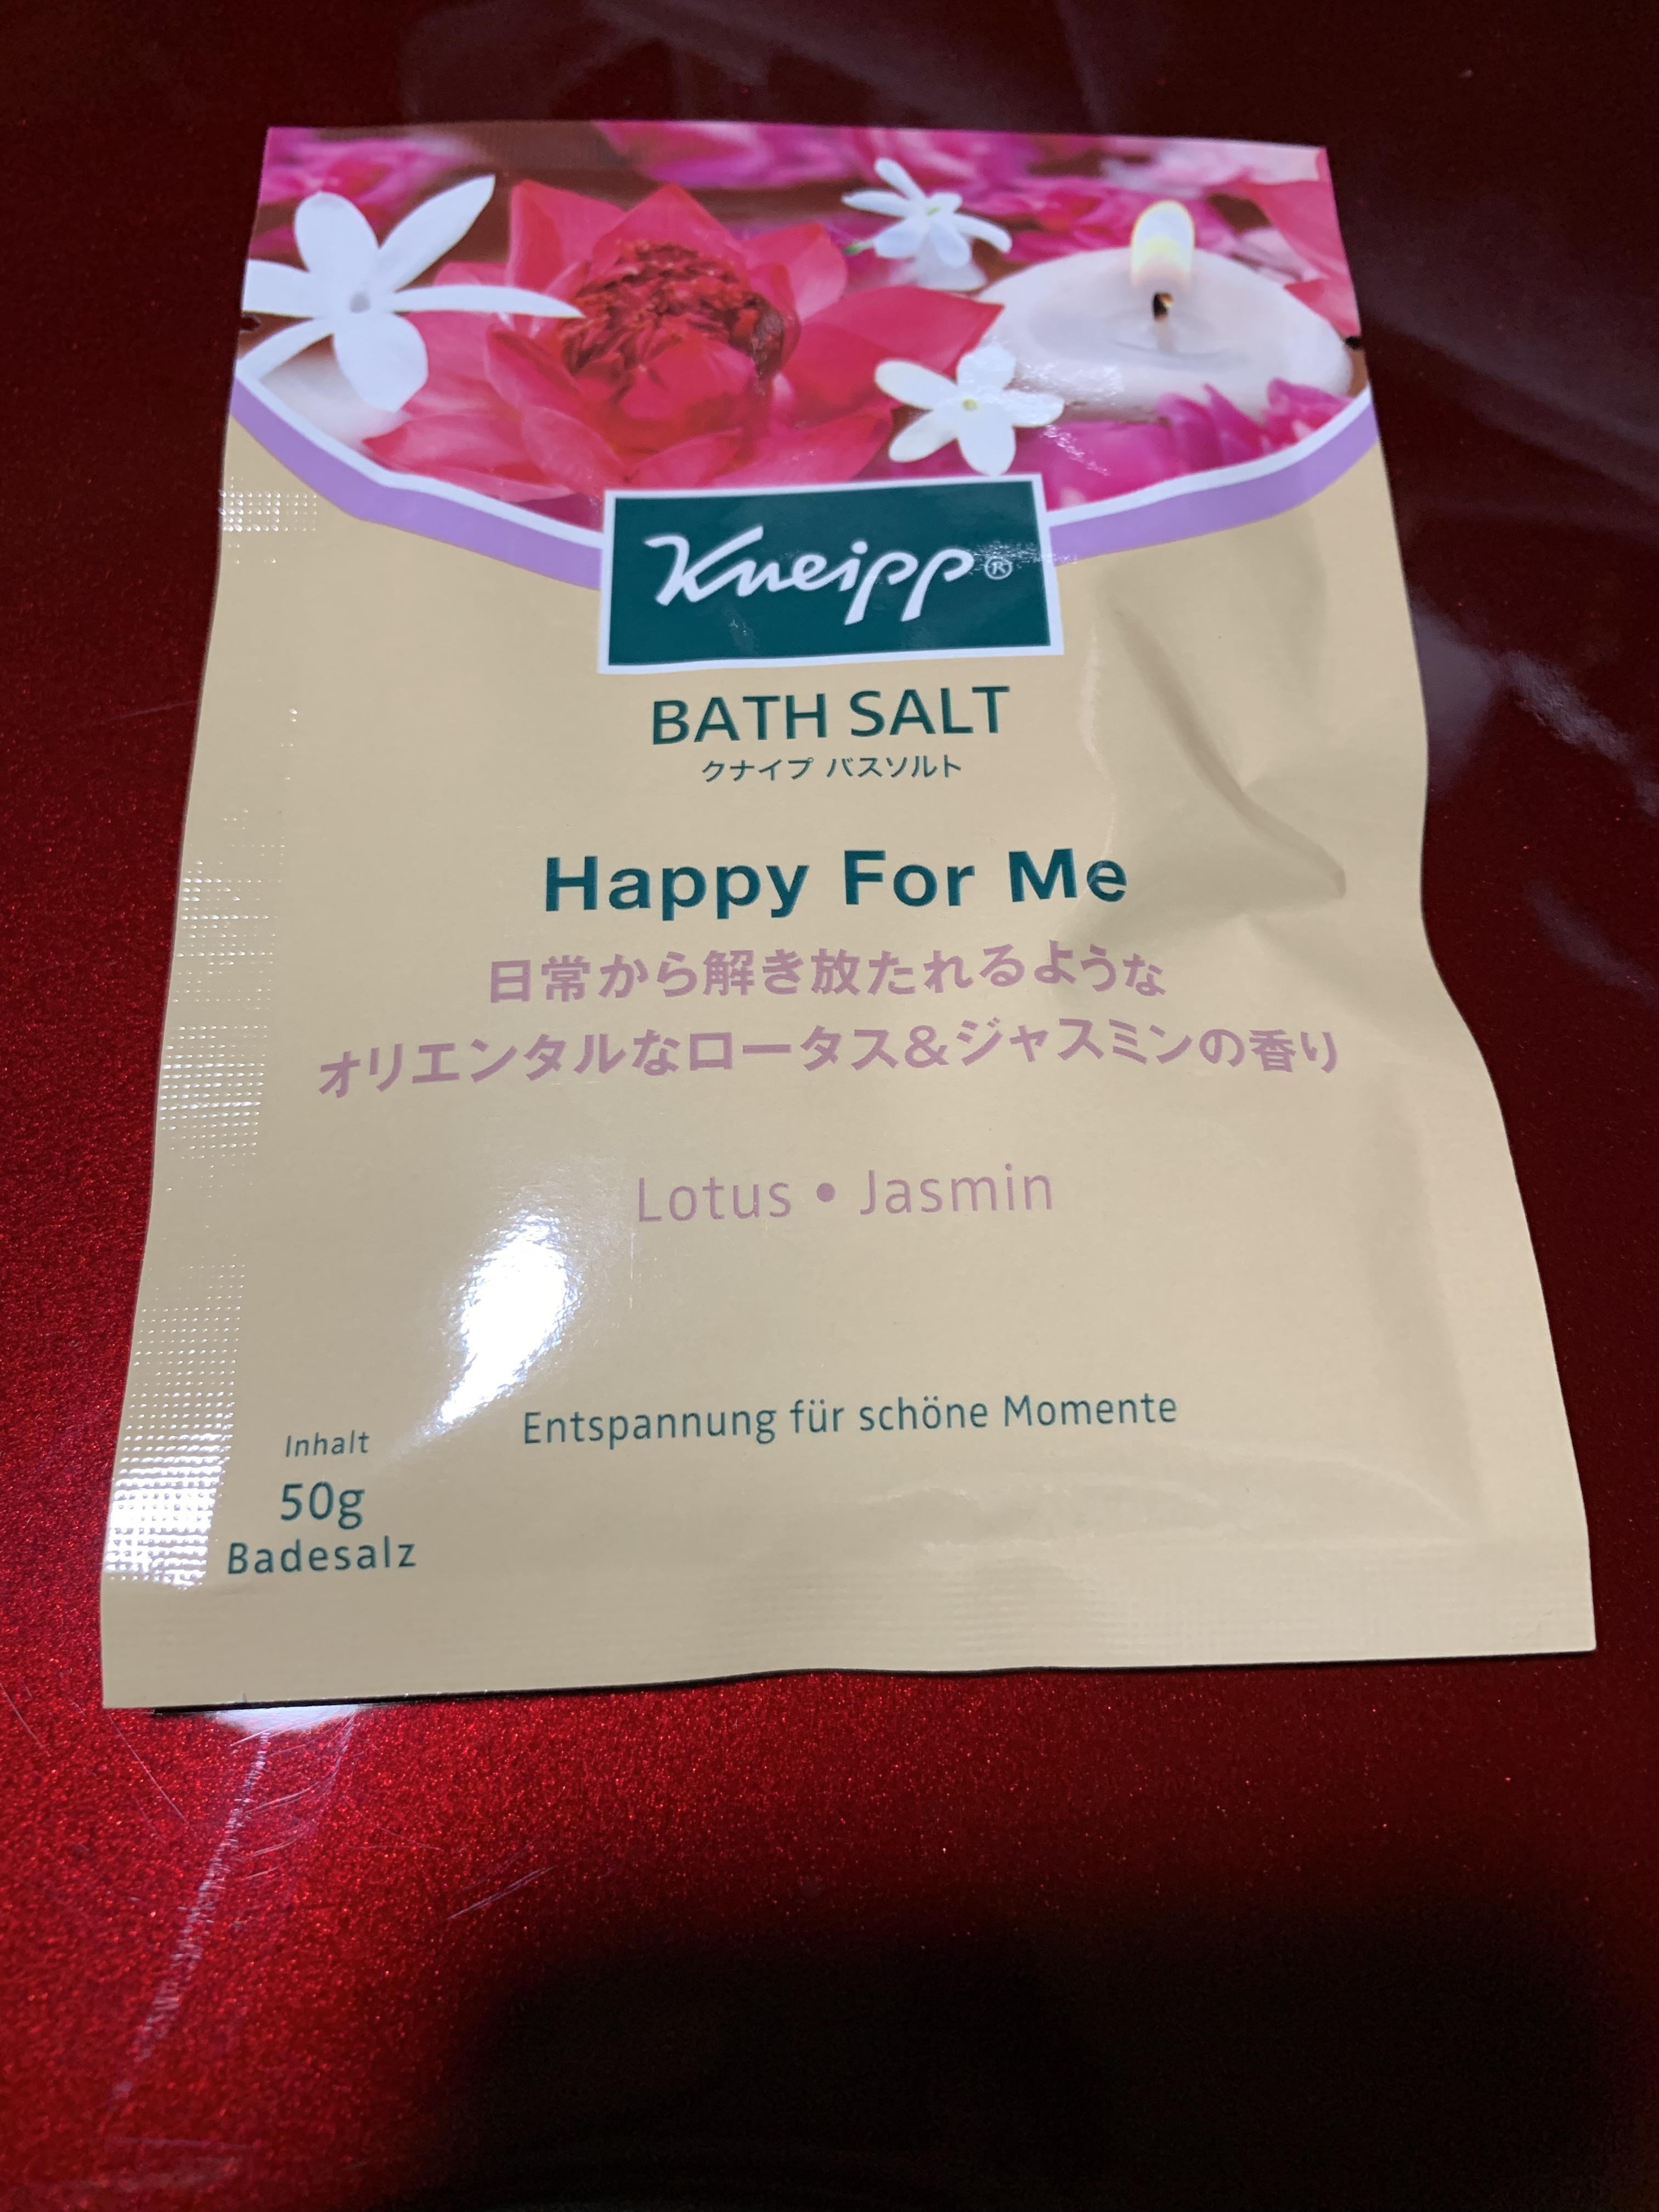 Kneipp®
BATH SALT
クナイプ バスソルト
Happy For Me
日常から解き放たれるような
オリエンタルなロータス&ジャスミンの香り
Lotus • Jasmin
Entspannung für schöne Momente
Inhalt
50g
Badesalz